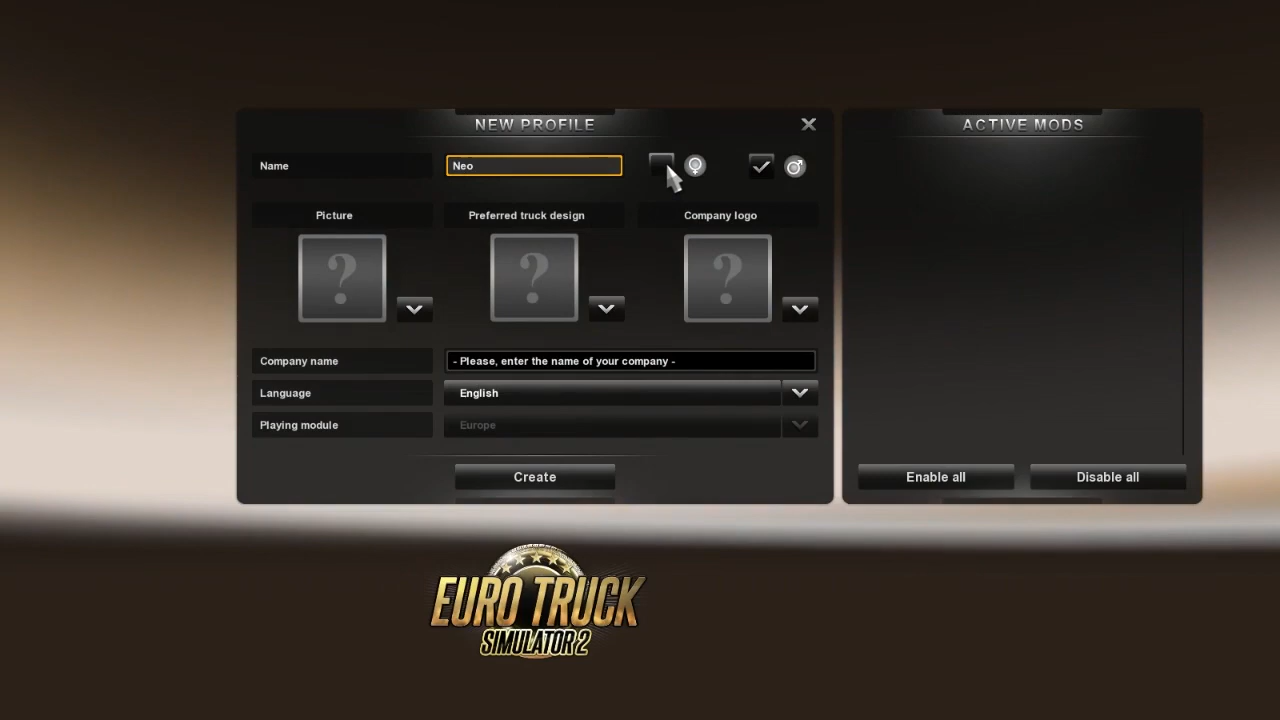 NEW PROFILE
Name
Neo
Picture
Preferred truck design
Company logo
?
?
?
Company name
- Please, enter the name of your company -
Language
English
Playing module
Europe
Create
ACTIVE MODS
Enable all
Disable all
EURO TRUCK
SIMULATOR 2